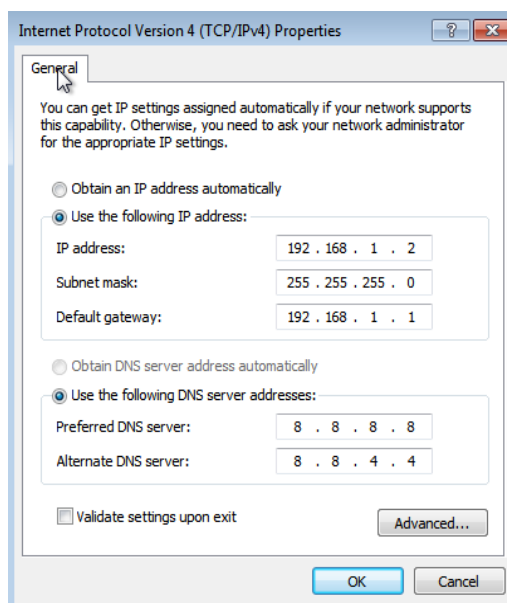 Internet Protocol Version 4 (TCP/IPv4) Properties
General
You can get IP settings assigned automatically if your network supports
this capability. Otherwise, you need to ask your network administrator
for the appropriate IP settings.
Obtain an IP address automatically
Use the following IP address:
IP address: 192 . 168 . 1 . 2
Subnet mask: 255 . 255 . 255 . 0
Default gateway: 192 . 168 . 1 . 1
Obtain DNS server address automatically
Use the following DNS server addresses:
Preferred DNS server: 8 . 8 . 8 . 8
Alternate DNS server: 8 . 8 . 4 . 4
Validate settings upon exit
Advanced...
OK Cancel